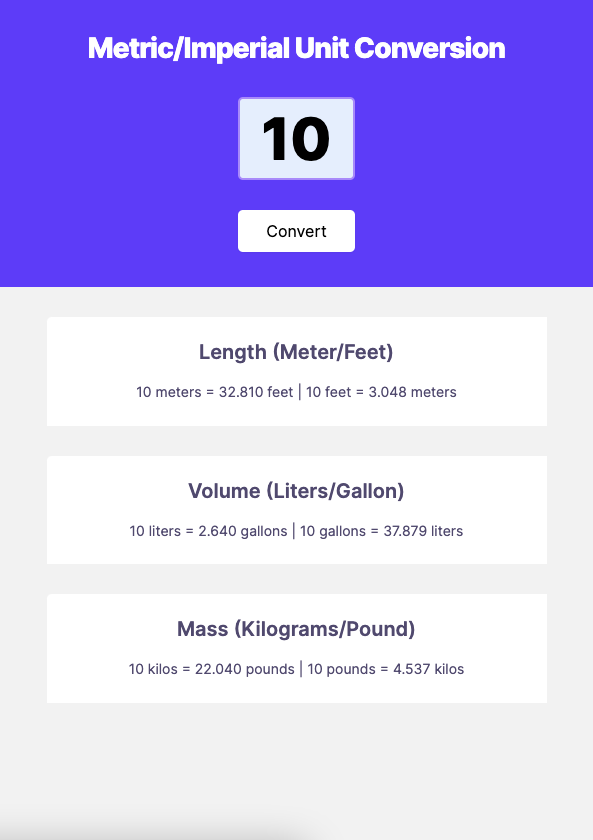 Metric/Imperial Unit Conversion
10
Convert
Length (Meter/Feet)
10 meters = 32.810 feet | 10 feet = 3.048 meters
Volume (Liters/Gallon)
10 liters = 2.640 gallons | 10 gallons = 37.879 liters
Mass (Kilograms/Pound)
10 kilos = 22.040 pounds | 10 pounds = 4.537 kilos